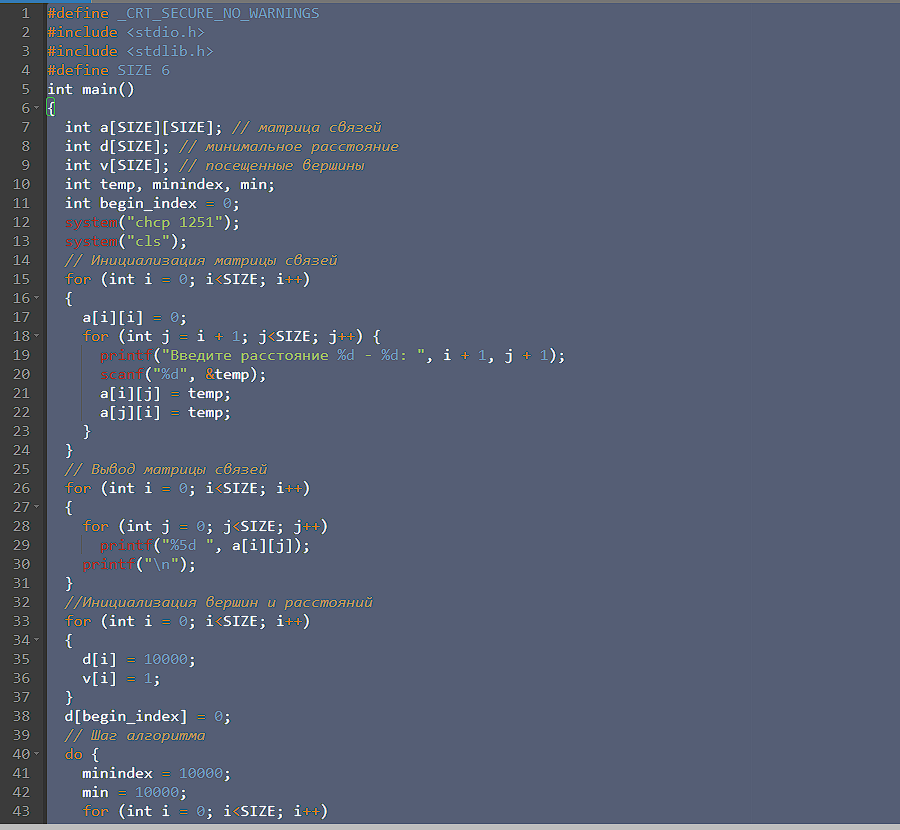 1 #define _CRT_SECURE_NO_WARNINGS
2 #include <stdio.h>
3 #include <stdlib.h>
4 #define SIZE 6
5 int main()
6 {
7 int a[SIZE][SIZE]; // матрица связей
8 int d[SIZE]; // минимальное расстояние
9 int v[SIZE]; // посещенные вершины
10 int temp, minindex, min;
11 int begin_index = 0;
12 system("chcp 1251");
13 system("cls");
14 // Инициализация матрицы связей
15 for (int i = 0; i<SIZE; i++)
16 {
17 a[i][i] = 0;
18 for (int j = i + 1; j<SIZE; j++) {
19 printf("Введите расстояние %d - %d: ", i + 1, j + 1);
20 scanf("%d", &temp);
21 a[i][j] = temp;
22 a[j][i] = temp;
23 }
24 }
25 // Вывод матрицы связей
26 for (int i = 0; i<SIZE; i++)
27 {
28 for (int j = 0; j<SIZE; j++)
29 printf("%5d ", a[i][j]);
30 printf("\n");
31 }
32 //Инициализация вершин и расстояний
33 for (int i = 0; i<SIZE; i++)
34 {
35 d[i] = 10000;
36 v[i] = 1;
37 }
38 d[begin_index] = 0;
39 // Шаг алгоритма
40 do {
41 minindex = 10000;
42 min = 10000;
43 for (int i = 0; i<SIZE; i++)